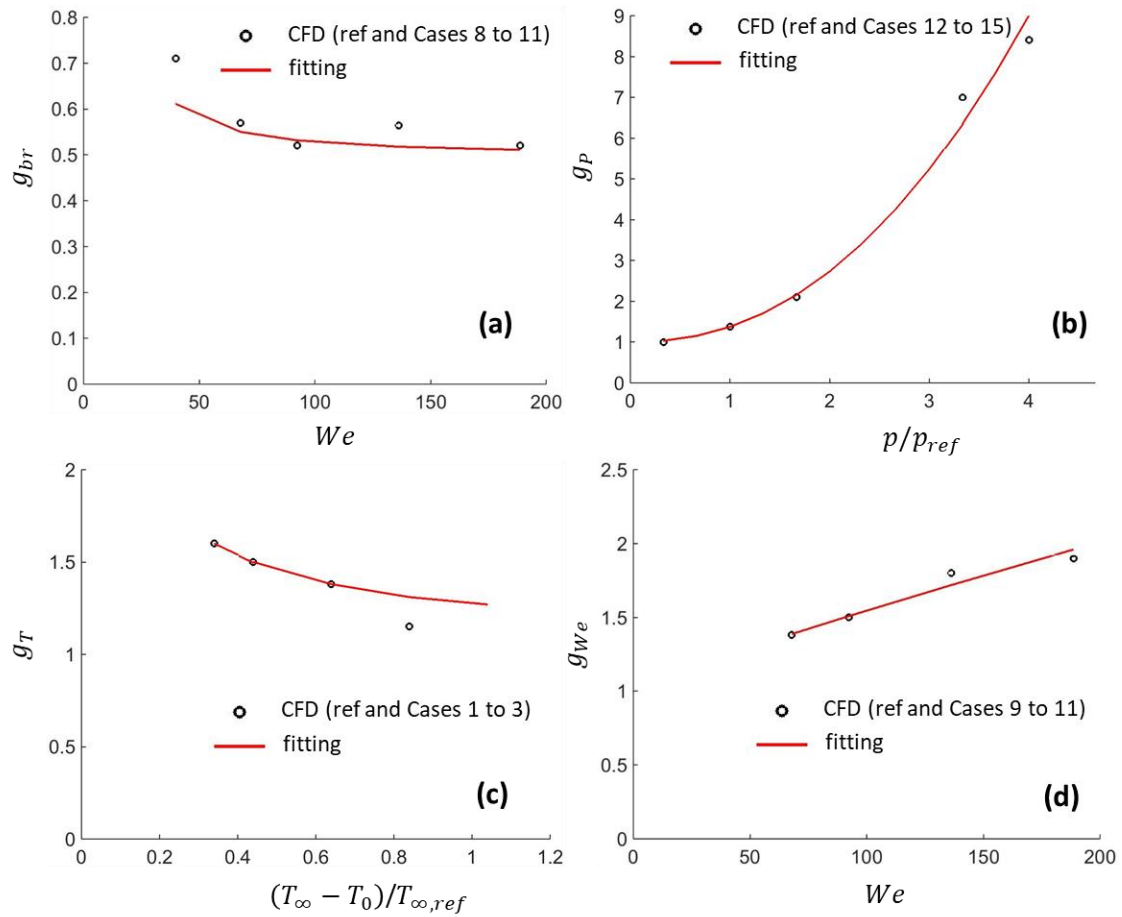 0.8
0.7
0.6
0.5
0.4
0.3
0.2
0.1
0
g_br
CFD (ref and Cases 8 to 11)
fitting
(a)
0 50 100 150 200
We
9
8
7
6
5
4
3
2
1
0
g_P
CFD (ref and Cases 12 to 15)
fitting
(b)
0 1 2 3 4
p/p_ref
2
1.5
1
0.5
0
g_T
CFD (ref and Cases 1 to 3)
fitting
(c)
0 0.2 0.4 0.6 0.8 1 1.2
(T_∞ − T_0)/T_∞,ref
2.5
2
1.5
1
0.5
0
g_We
CFD (ref and Cases 9 to 11)
fitting
(d)
0 50 100 150 200
We